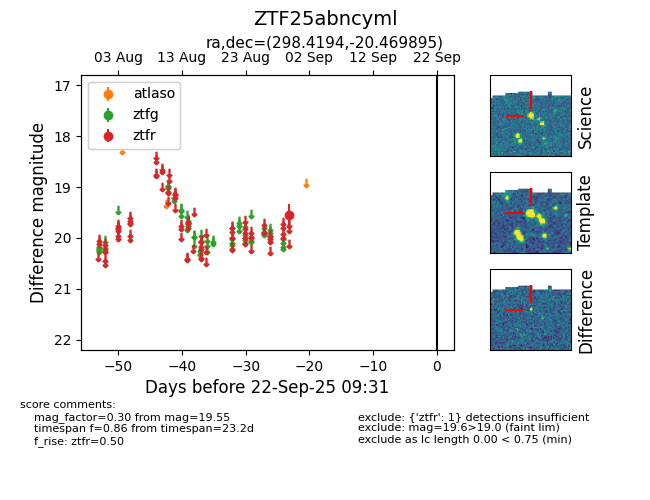 ZTF25abncyml
ra,dec=(298.4194,-20.469895)
03 Aug 13 Aug 23 Aug 02 Sep 12 Sep 22 Sep
17
18
19
20
21
22
Difference magnitude
atlaso
ztfg
ztfr
−50 −40 −30 −20 −10 0
Days before 22-Sep-25 09:31
Science
Template
Difference
score comments:
mag_factor=0.30 from mag=19.55
timespan f=0.86 from timespan=23.2d
f_rise: ztfr=0.50
exclude: {'ztfr': 1} detections insufficient
exclude: mag=19.6>19.0 (faint lim)
exclude as lc length 0.00 < 0.75 (min)